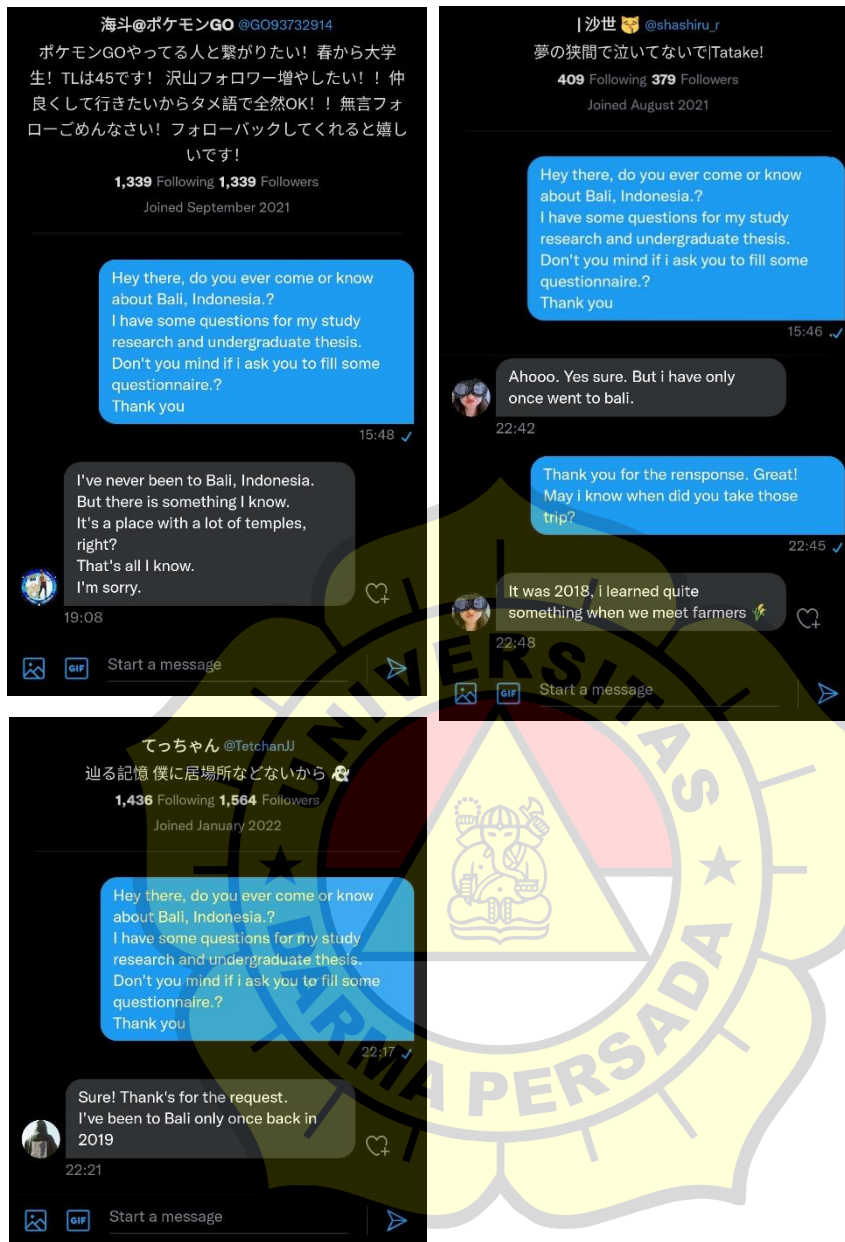 海斗@ポケモンGO @GO93732914
ポケモンGOやってる人と繋がりたい！春から大学
生！TLは45です！ 沢山フォロワー増やしたい！！仲
良くして行きたいからタメ語で全然OK！！無言フォ
ローごめんなさい！フォローバックしてくれると嬉し
いです！
1,339 Following 1,339 Followers
Joined September 2021
Hey there, do you ever come or know
about Bali, Indonesia.?
I have some questions for my study
research and undergraduate thesis.
Don't you mind if i ask you to fill some
questionnaire.?
Thank you
15:48
I've never been to Bali, Indonesia.
But there is something I know.
It's a place with a lot of temples,
right?
That's all I know.
I'm sorry.
19:08
GIF
Start a message
| 沙世 @shashiru_r
夢の狭間で泣いてないで|Tatake!
409 Following 379 Followers
Joined August 2021
Hey there, do you ever come or know
about Bali, Indonesia.?
I have some questions for my study
research and undergraduate thesis.
Don't you mind if i ask you to fill some
questionnaire.?
Thank you
15:46
Ahooo. Yes sure. But i have only
once went to bali.
22:42
Thank you for the rensponse. Great!
May i know when did you take those
trip?
22:45
It was 2018, i learned quite
something when we meet farmers
22:48
GIF
Start a message
てっちゃん @TetchanJJ
辿る記憶 僕に居場所などないから
1,436 Following 1,564 Followers
Joined January 2022
Hey there, do you ever come or know
about Bali, Indonesia.?
I have some questions for my study
research and undergraduate thesis.
Don't you mind if i ask you to fill some
questionnaire.?
Thank you
22:17
Sure! Thank's for the request.
I've been to Bali only once back in
2019
22:21
GIF
Start a message
UNIVERSITAS
DARMA PERSADA